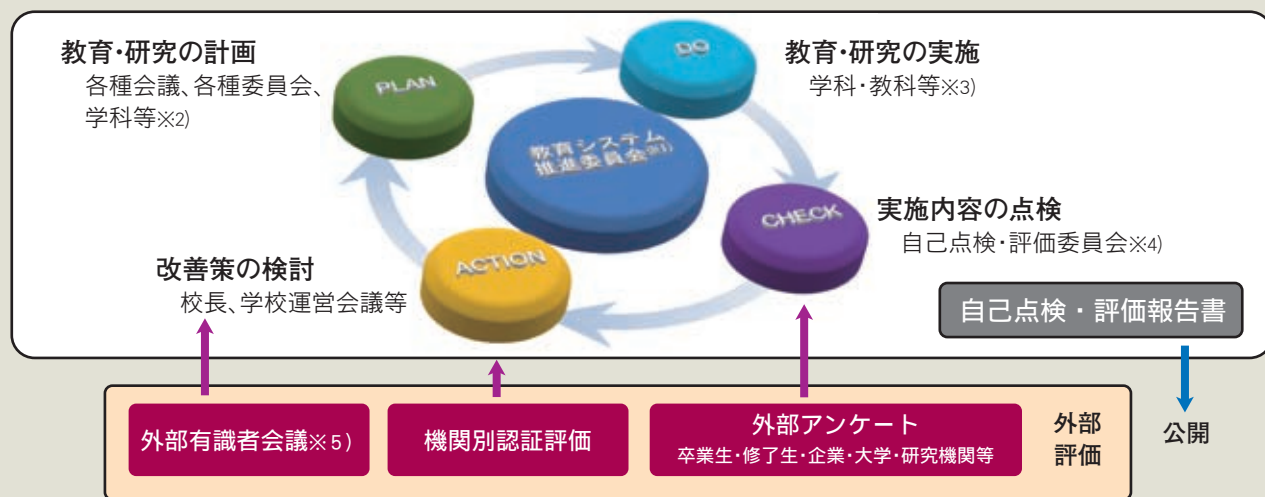 教育・研究の計画
各種会議、各種委員会、
学科等※2)
PLAN
DO
教育・研究の実施
学科・教科等※3)
教育システム
推進委員会※1)
CHECK
実施内容の点検
自己点検・評価委員会※4)
ACTION
改善策の検討
校長、学校運営会議等
自己点検・評価報告書
外部有識者会議※5)
機関別認証評価
外部アンケート
卒業生・修了生・企業・大学・研究機関等
外部
評価
公開